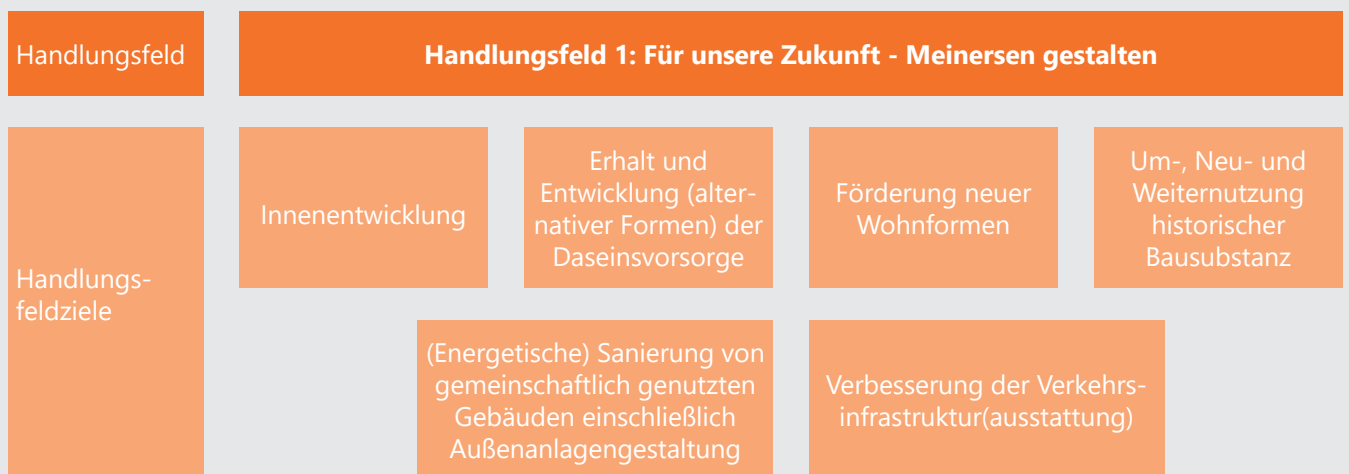 Handlungsfeld
Handlungsfeld 1: Für unsere Zukunft - Meinersen gestalten
Handlungs-
feldziele
Innenentwicklung
Erhalt und
Entwicklung (alter-
nativer Formen) der
Daseinsvorsorge
Förderung neuer
Wohnformen
Um-, Neu- und
Weiternutzung
historischer
Bausubstanz
(Energetische) Sanierung von
gemeinschaftlich genutzten
Gebäuden einschließlich
Außenanlagengestaltung
Verbesserung der Verkehrs-
infrastruktur(ausstattung)